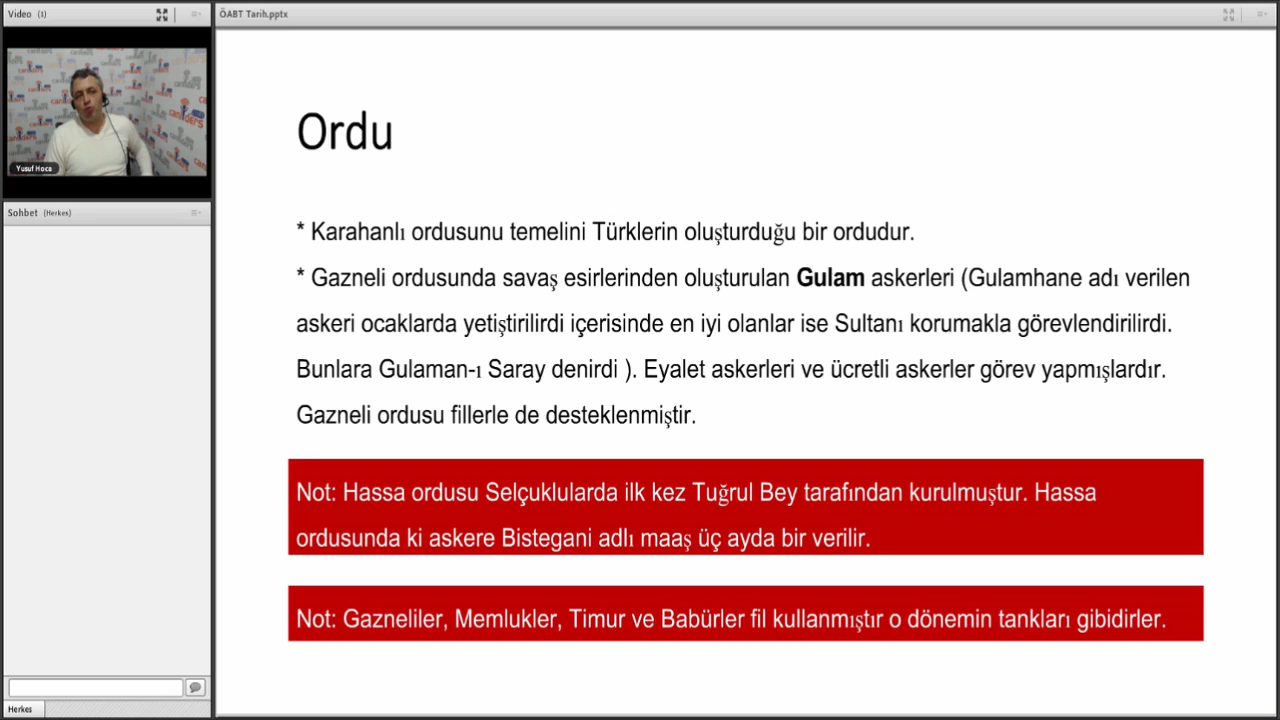 Video (1)
ÖABT Tarih.pptx
Yusuf Hoca
Sohbet (Herkes)
Herkes
Ordu
* Karahanlı ordusunu temelini Türklerin oluşturduğu bir ordudur.
* Gazneli ordusunda savaş esirlerinden oluşturulan Gulam askerleri (Gulamhane adı verilen
askeri ocaklarda yetiştirilirdi içerisinde en iyi olanlar ise Sultanı korumakla görevlendirilirdi.
Bunlara Gulaman-ı Saray denirdi ). Eyalet askerleri ve ücretli askerler görev yapmışlardır.
Gazneli ordusu fillerle de desteklenmiştir.
Not: Hassa ordusu Selçuklularda ilk kez Tuğrul Bey tarafından kurulmuştur. Hassa
ordusunda ki askere Bistegani adlı maaş üç ayda bir verilir.
Not: Gazneliler, Memlukler, Timur ve Babürler fil kullanmıştır o dönemin tankları gibidirler.